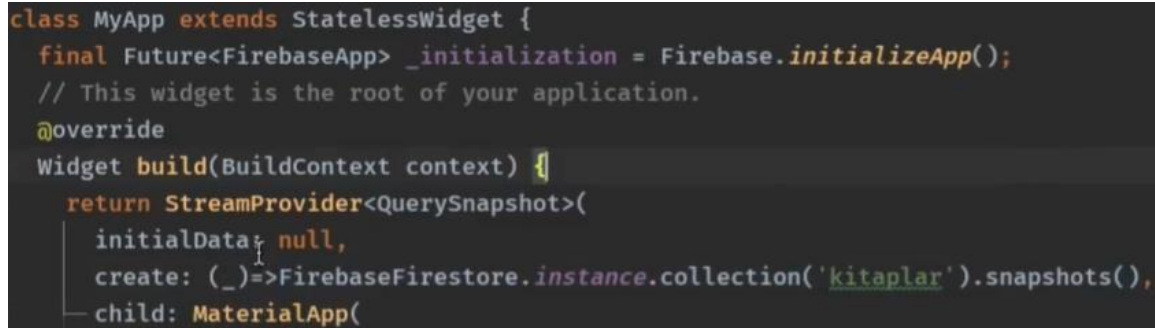 class MyApp extends StatelessWidget {
final Future<FirebaseApp> _initialization = Firebase.initializeApp();
// This widget is the root of your application.
@override
Widget build(BuildContext context) {
return StreamProvider<QuerySnapshot>(
initialData: null,
create: (_)=>FirebaseFirestore.instance.collection('kitaplar').snapshots(),
child: MaterialApp(